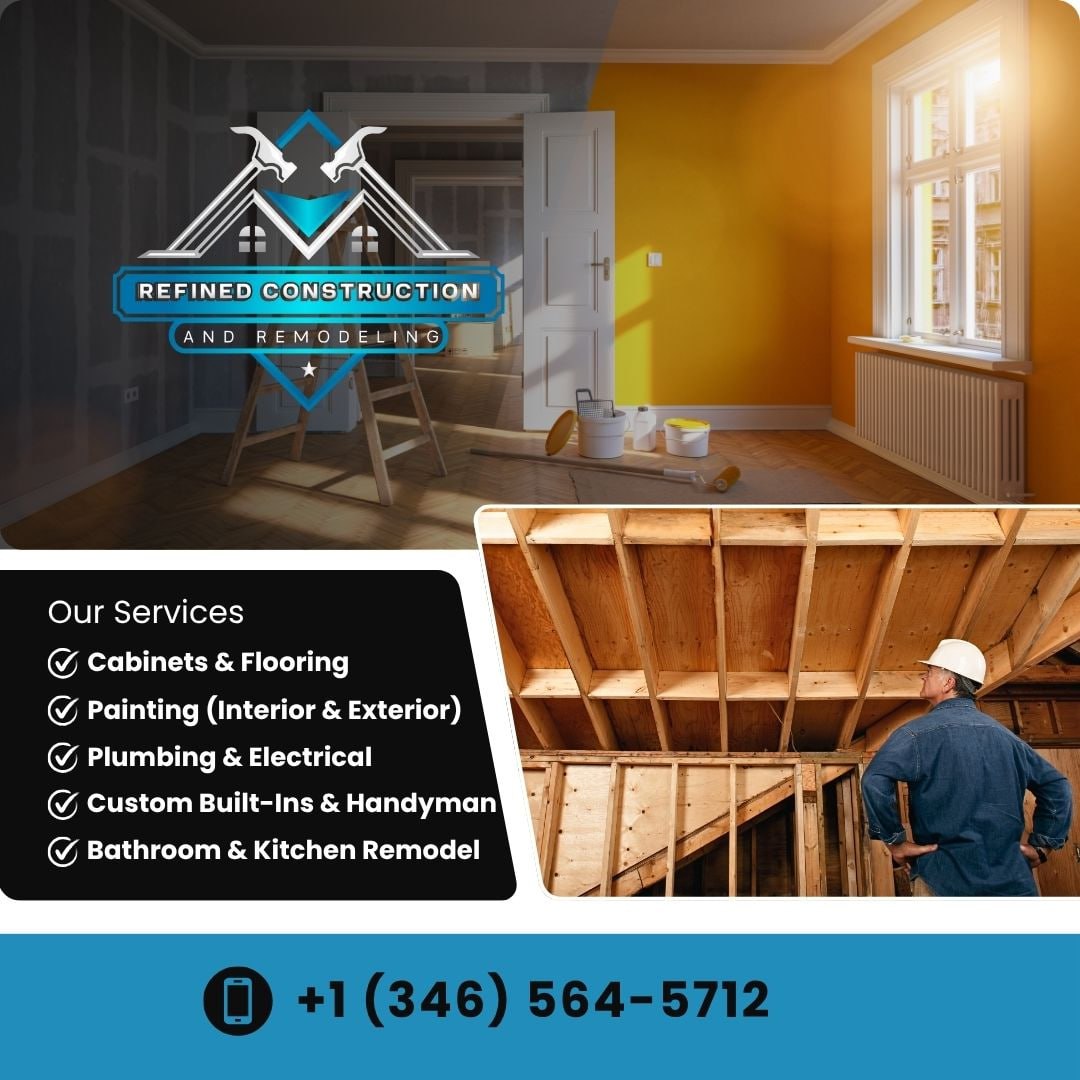 REFINED CONSTRUCTION
AND REMODELING
Our Services
Cabinets & Flooring
Painting (Interior & Exterior)
Plumbing & Electrical
Custom Built-Ins & Handyman
Bathroom & Kitchen Remodel
+1 (346) 564-5712